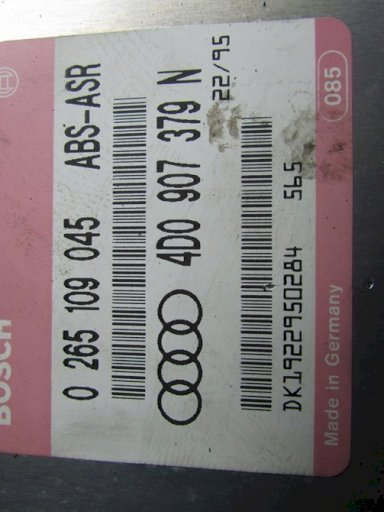 BOSCH
0 265 109 045 ABS-ASR
4D0 907 379 N
22/95
DK1922950284 565
Made in Germany 085